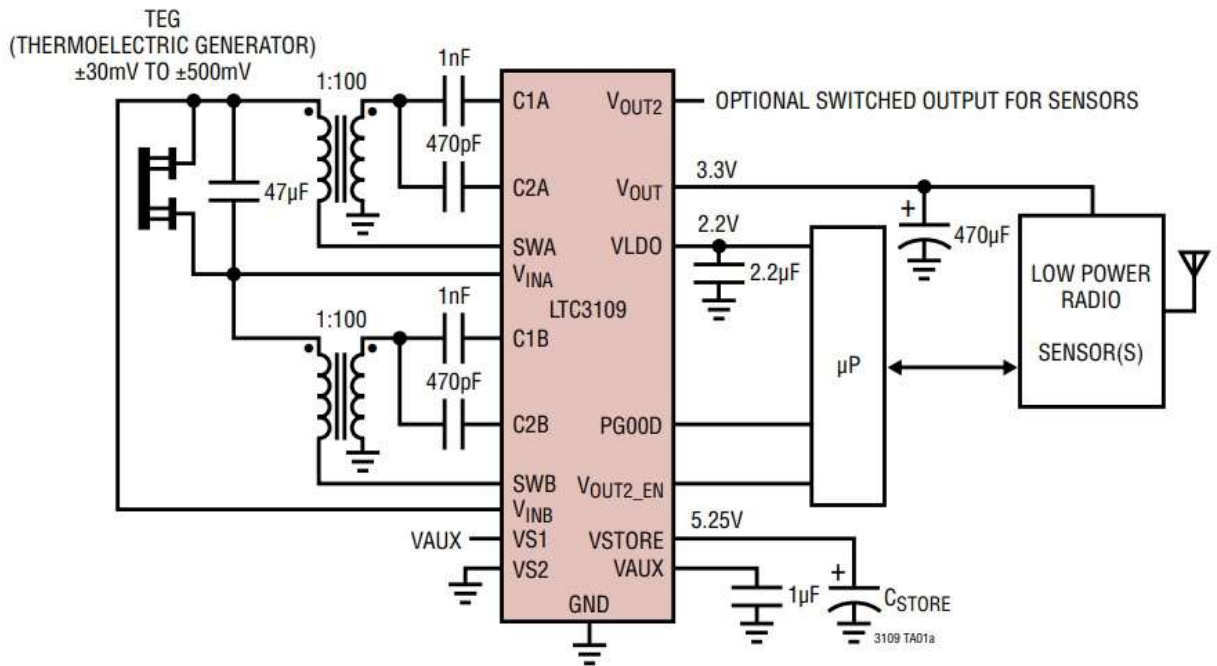 TEG
(THERMOELECTRIC GENERATOR)
±30mV TO ±500mV
1:100
1nF
470pF
47µF
1:100
1nF
470pF
VAUX
C1A
C2A
SWA
VINA
C1B
C2B
SWB
VINB
VS1
VS2
LTC3109
GND
VOUT2
VOUT
VLDO
PG00D
VOUT2_EN
VSTORE
VAUX
OPTIONAL SWITCHED OUTPUT FOR SENSORS
3.3V
2.2V
2.2µF
+
470µF
µP
LOW POWER
RADIO
SENSOR(S)
5.25V
1µF
+
CSTORE
3109 TA01a